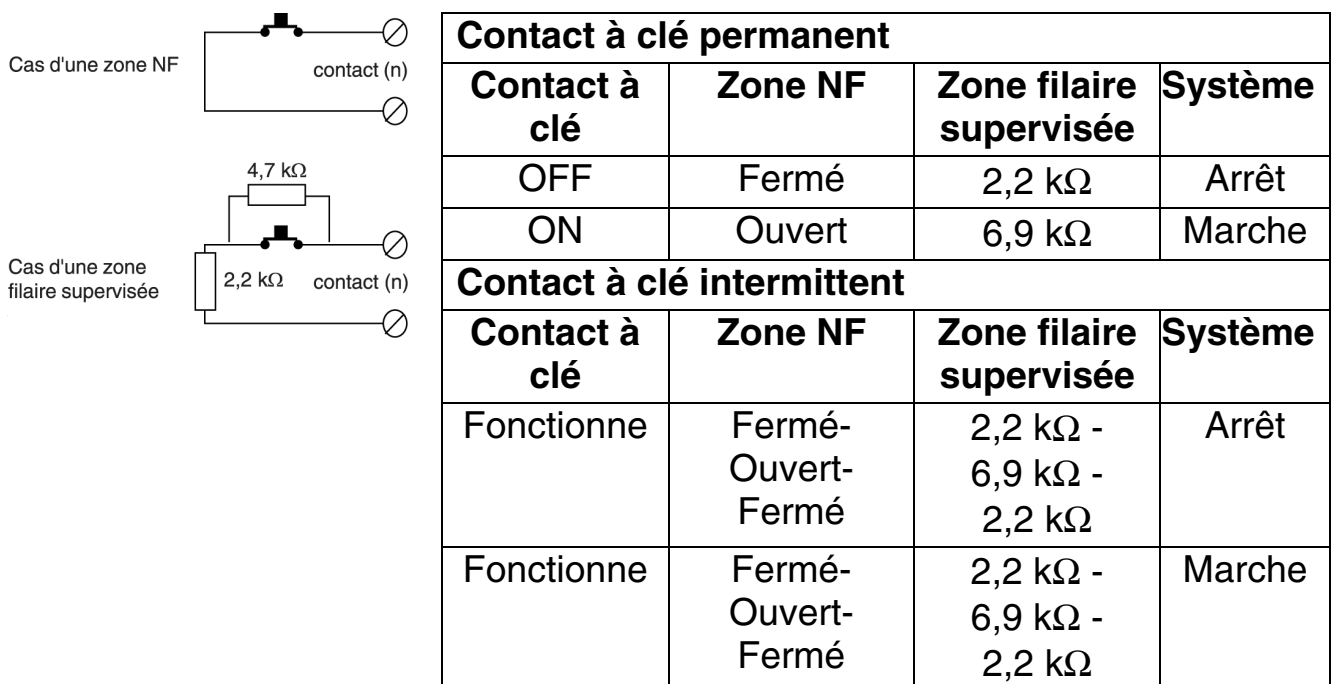 Cas d'une zone NF
contact (n)
4,7 kΩ
Cas d'une zone
filaire supervisée
2,2 kΩ
contact (n)
Contact à clé permanent
Contact à clé Zone NF Zone filaire supervisée Système
OFF Fermé 2,2 kΩ Arrêt
ON Ouvert 6,9 kΩ Marche
Contact à clé intermittent
Contact à clé Zone NF Zone filaire supervisée Système
Fonctionne Fermé- 2,2 kΩ - Arrêt
Ouvert- 6,9 kΩ -
Fermé 2,2 kΩ
Fonctionne Fermé- 2,2 kΩ - Marche
Ouvert- 6,9 kΩ -
Fermé 2,2 kΩ